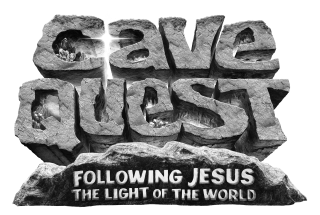 Cave
Quest
FOLLOWING JESUS
THE LIGHT OF THE WORLD